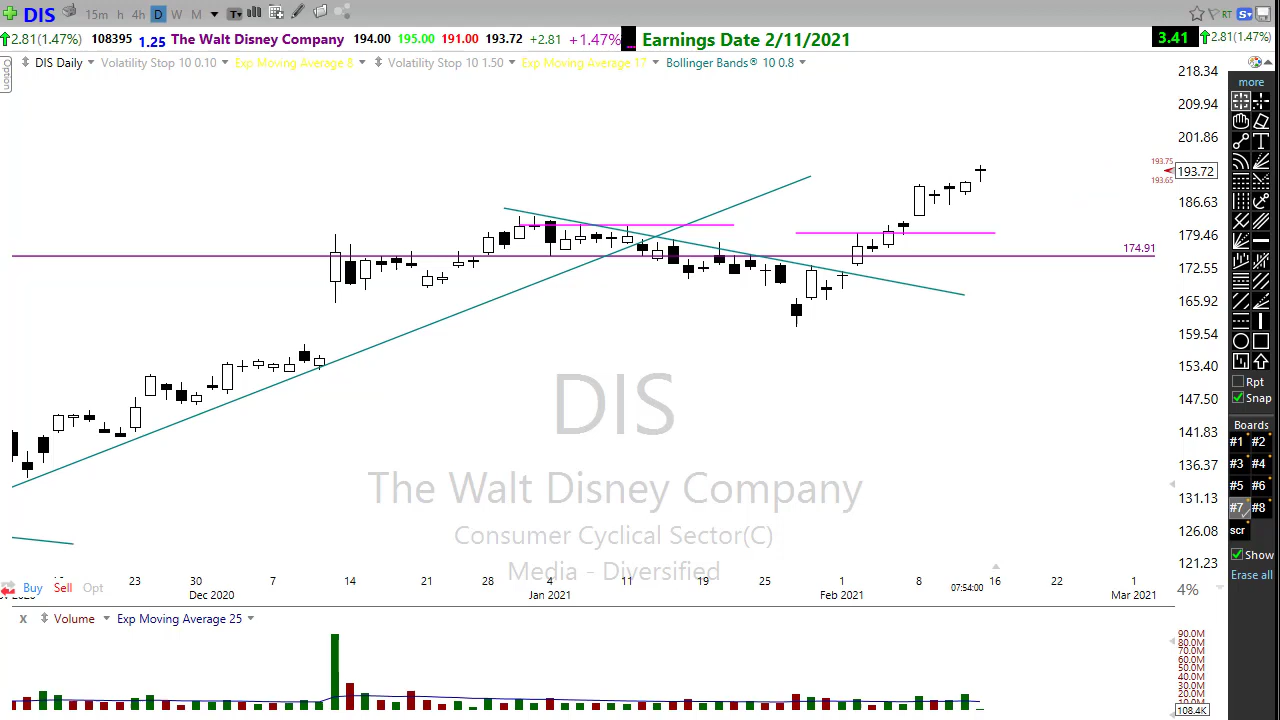 DIS 15m h 4h D W M T
2.81(1.47%) 108395 1.25 The Walt Disney Company 194.00 195.00 191.00 193.72 +2.81 +1.47% Earnings Date 2/11/2021 3.41 2.81(1.47%)
RT S
Option
DIS Daily Volatility Stop 10 0.10 Exp Moving Average 8 Volatility Stop 10 1.50 Exp Moving Average 17 Bollinger Bands® 10 0.8
218.34
209.94
201.86
193.75
193.72
193.65
186.63
179.46
174.91
172.55
165.92
159.54
153.40
147.50
141.83
136.37
131.13
126.08
121.23
4%
DIS
The Walt Disney Company
Consumer Cyclical Sector(C)
Media - Diversified
Buy Sell Opt
23 30 7 14 21 28 4 11 19 25 1 8 16 22 1
Dec 2020 Jan 2021 Feb 2021 07:54:00 Mar 2021
X Volume Exp Moving Average 25
90.0M
80.0M
70.0M
60.0M
50.0M
40.0M
30.0M
20.0M
10.0M
108.4K
more
Rpt
Snap
Boards
#1 #2
#3 #4
#5 #6
#7 #8
scr
Show
Erase all